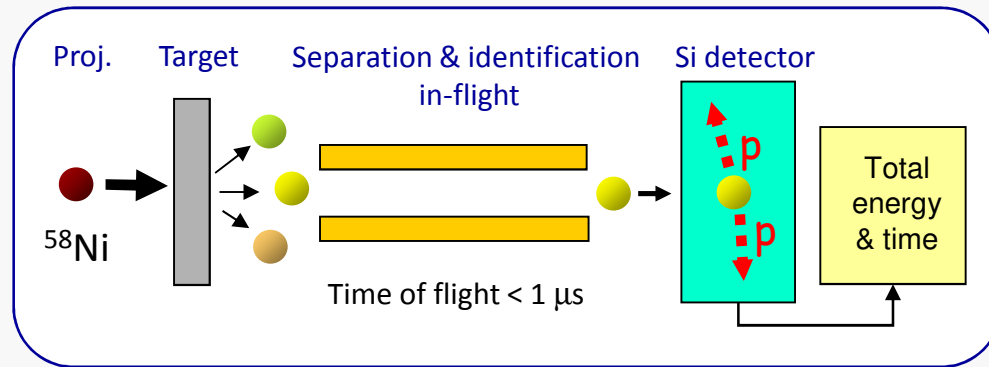 Proj.
Target
Separation & identification
in-flight
Si detector
⁵⁸Ni
p
p
Total
energy
& time
Time of flight < 1 μs